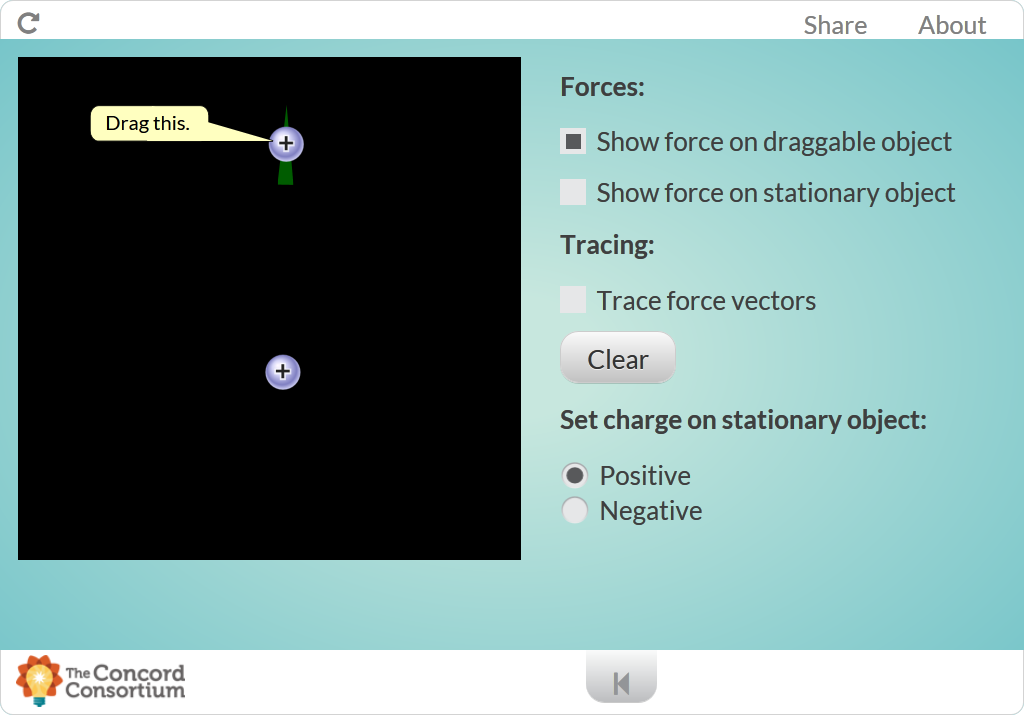 Share
About
Drag this.
+
+
Forces:
Show force on draggable object
Show force on stationary object
Tracing:
Trace force vectors
Clear
Set charge on stationary object:
Positive
Negative
The Concord
Consortium